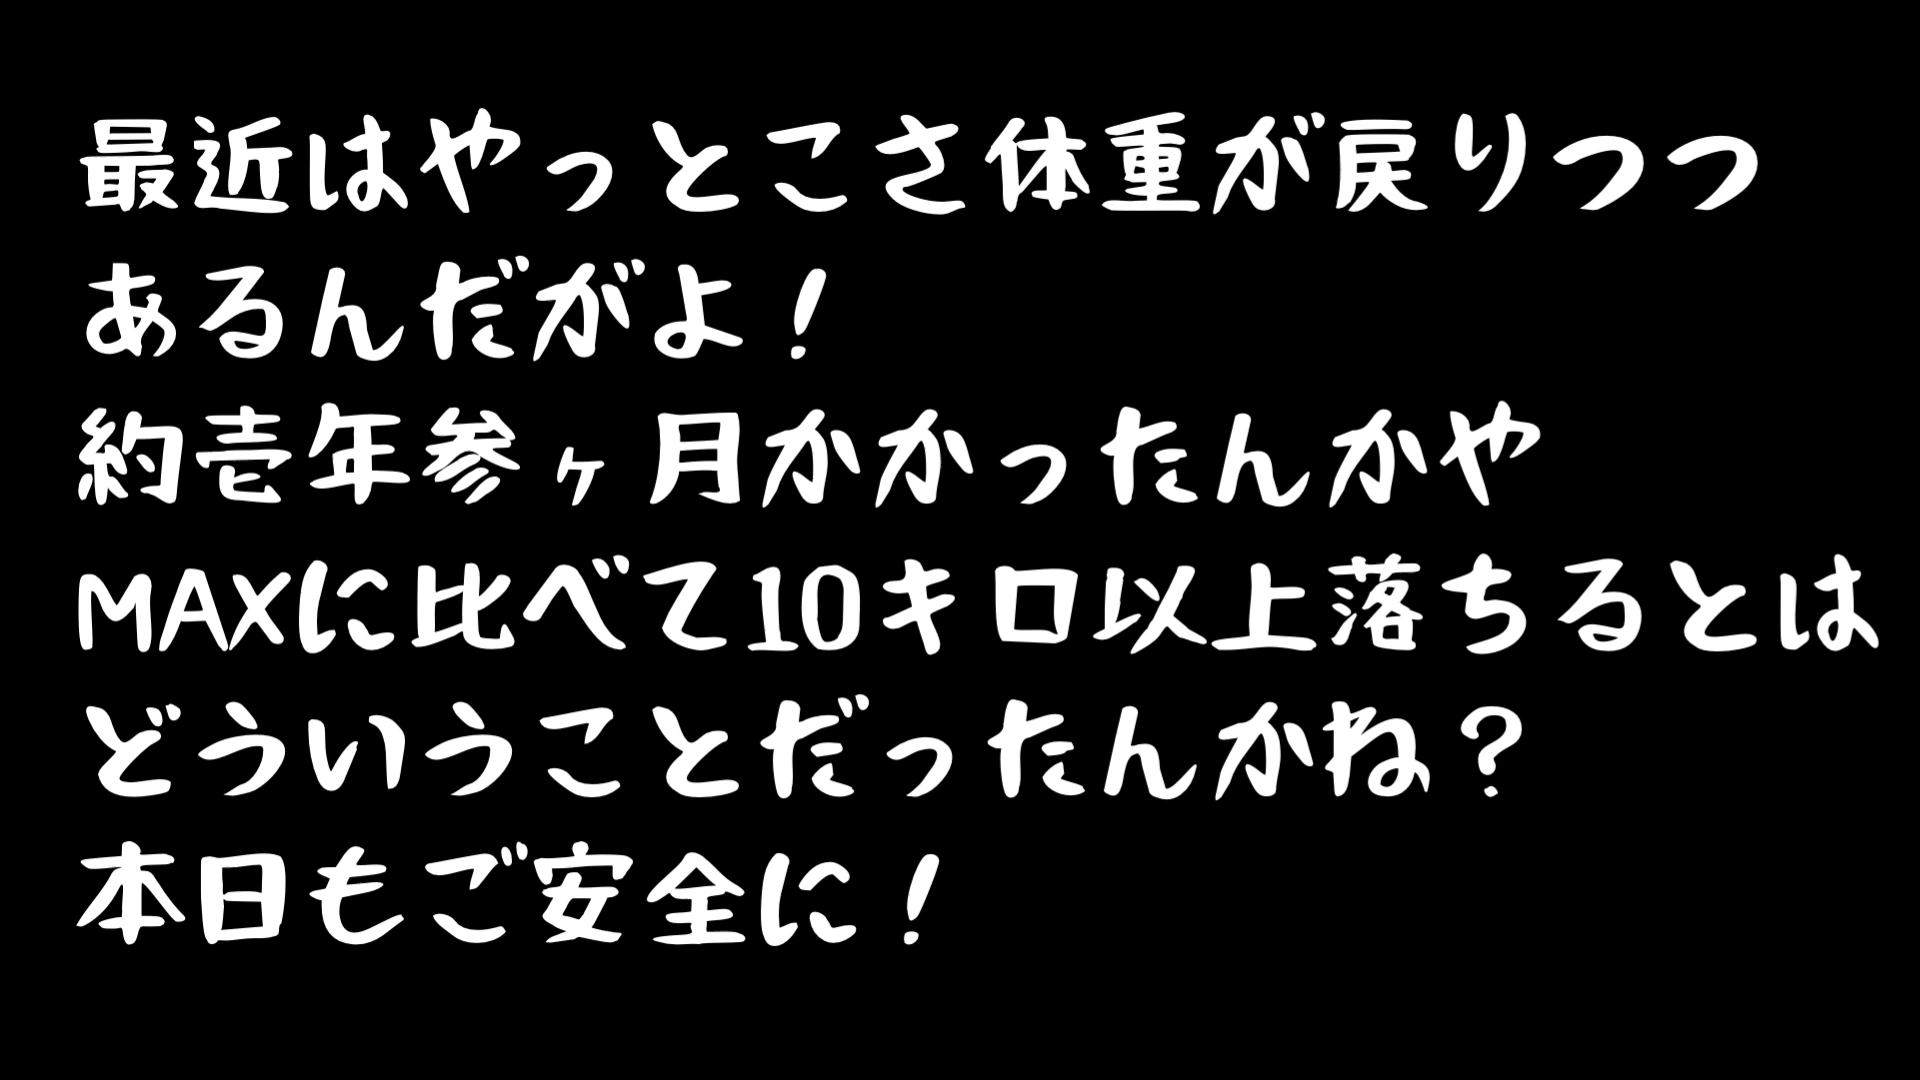 最近はやっとこさ体重が戻りつつ
あるんだがよ！
約壱年参ヶ月かかったんかや
MAXに比べて10キロ以上落ちるとは
どういうことだったんかね？
本日もご安全に！